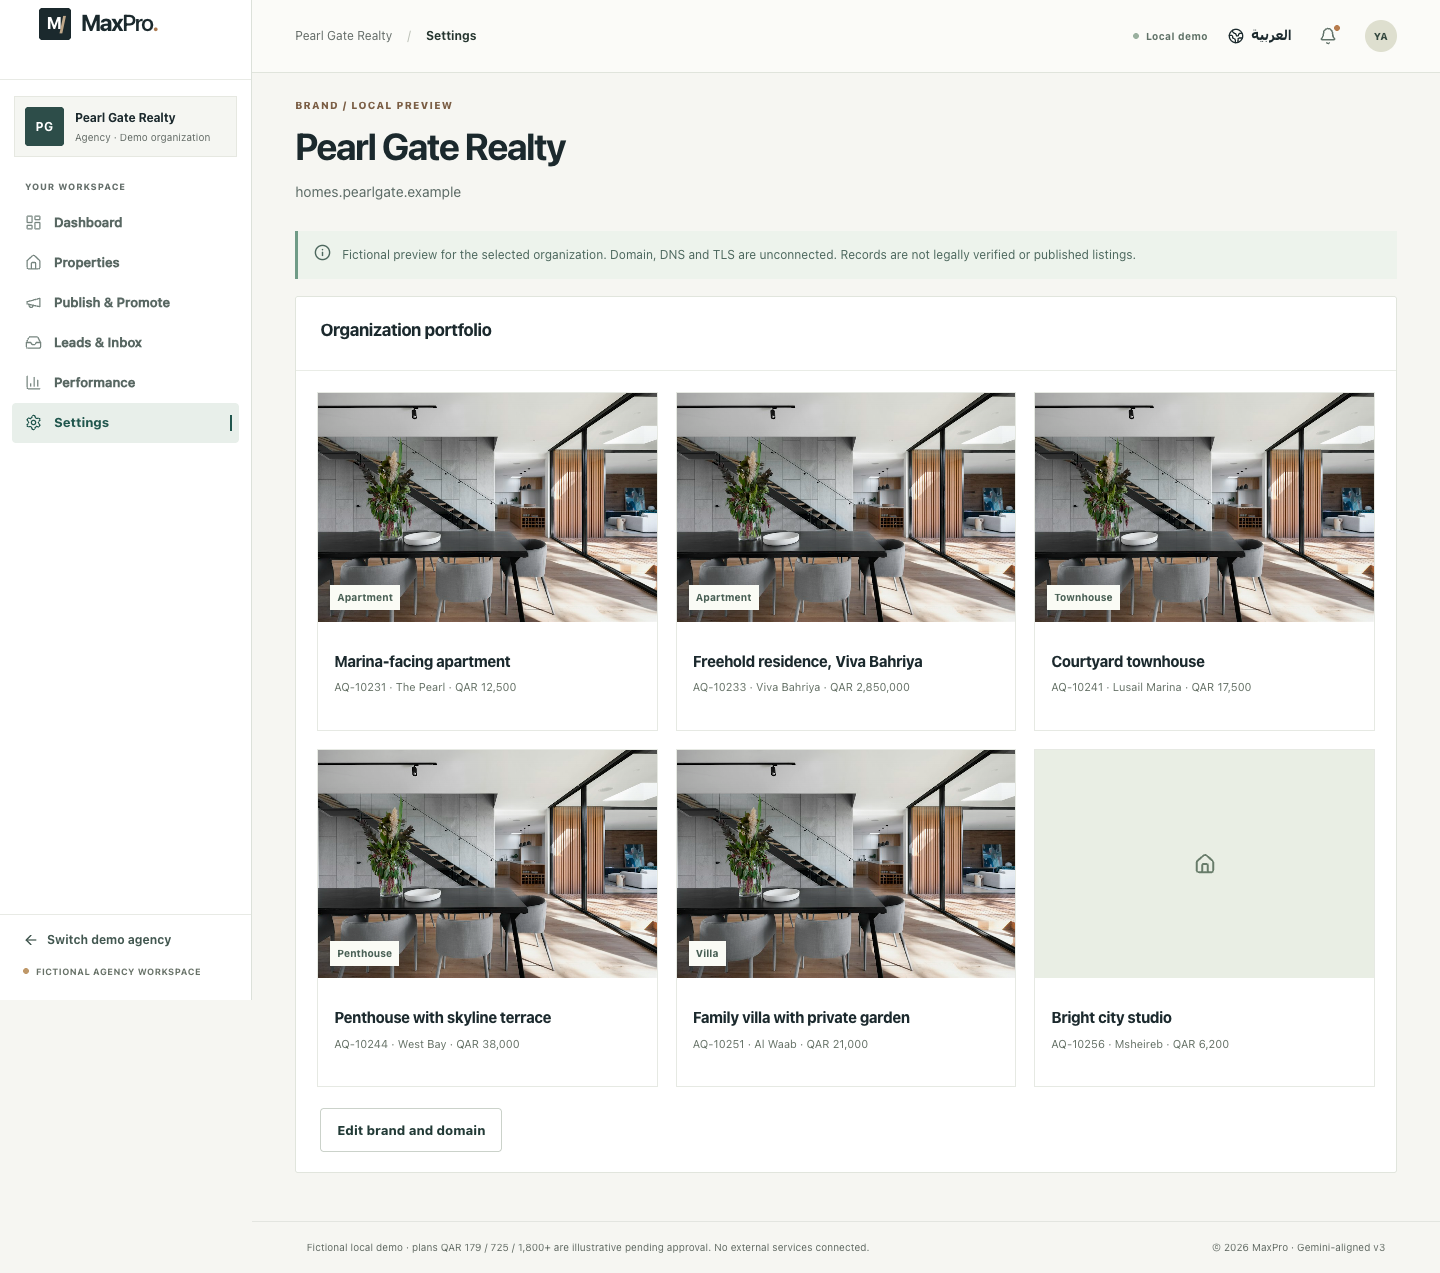 M/ MaxPro.
Pearl Gate Realty / Settings
Local demo
العربية
YA
PG
Pearl Gate Realty
Agency · Demo organization
YOUR WORKSPACE
Dashboard
Properties
Publish & Promote
Leads & Inbox
Performance
Settings
Switch demo agency
FICTIONAL AGENCY WORKSPACE
BRAND / LOCAL PREVIEW
Pearl Gate Realty
homes.pearlgate.example
Fictional preview for the selected organization. Domain, DNS and TLS are unconnected. Records are not legally verified or published listings.
Organization portfolio
Apartment
Marina-facing apartment
AQ-10231 · The Pearl · QAR 12,500
Apartment
Freehold residence, Viva Bahriya
AQ-10233 · Viva Bahriya · QAR 2,850,000
Townhouse
Courtyard townhouse
AQ-10241 · Lusail Marina · QAR 17,500
Penthouse
Penthouse with skyline terrace
AQ-10244 · West Bay · QAR 38,000
Villa
Family villa with private garden
AQ-10251 · Al Waab · QAR 21,000
Bright city studio
AQ-10256 · Msheireb · QAR 6,200
Edit brand and domain
Fictional local demo · plans QAR 179 / 725 / 1,800+ are illustrative pending approval. No external services connected.
© 2026 MaxPro · Gemini-aligned v3